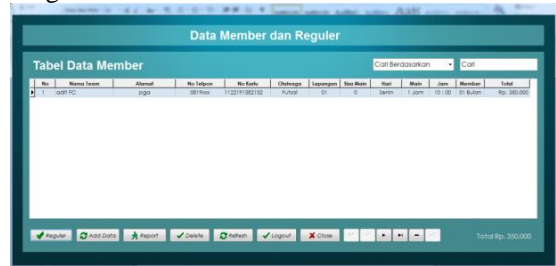 Data Member dan Reguler
Tabel Data Member
Cari Berdasarkan Cari
No Nama Team Alamat No Telpon No Kartu Olahraga Lapangan Sisa Main Hari Main Jam Member Total
1 adit FC pga 0819xxx 1122191382182 Futsal 01 0 Senin 1 Jam 10 : 00 01 Bulan Rp. 350.000
Reguler Add Data Report Delete Refresh Logout Close Total Rp. 350.000